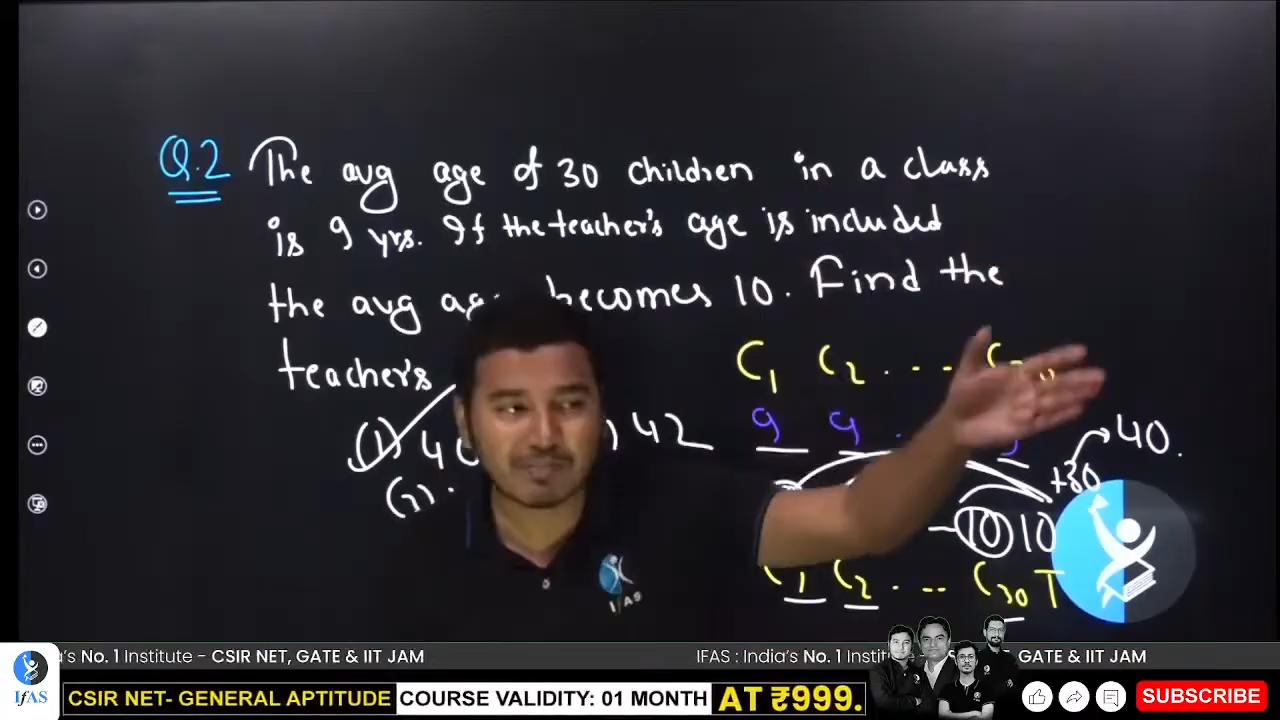 Q.2 The avg age of 30 children in a class
is 9 yrs. If the teacher's age is included
the avg age becomes 10. Find the
teacher's
C1 C2 ....
(1) 40 42 9 9 40.
(3). +30
10 10
C1 C2 ... C30 T
IFAS
No. 1 Institute - CSIR NET, GATE & IIT JAM IFAS : India's No. 1 GATE & IIT JAM
IFAS CSIR NET- GENERAL APTITUDE COURSE VALIDITY: 01 MONTH AT ₹999. SUBSCRIBE